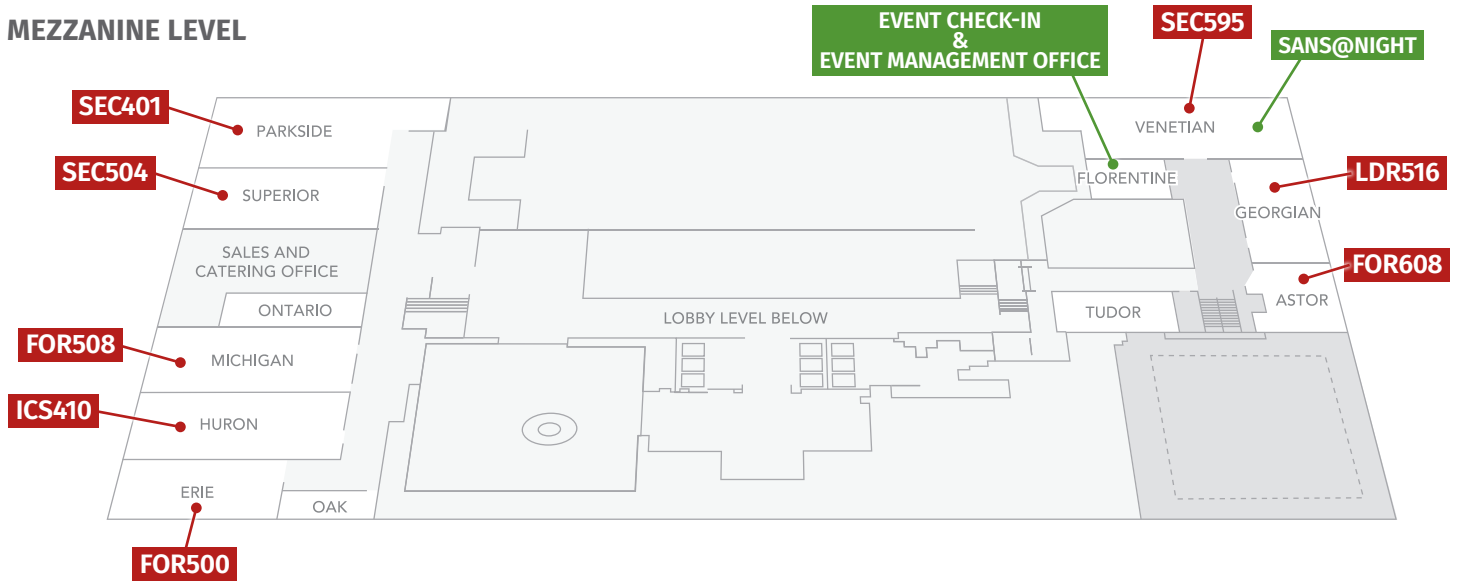 MEZZANINE LEVEL
EVENT CHECK-IN
&
EVENT MANAGEMENT OFFICE
SEC595
SANS@NIGHT
SEC401
PARKSIDE
VENETIAN
SEC504
SUPERIOR
FLORENTINE
LDR516
GEORGIAN
SALES AND
CATERING OFFICE
FOR608
ONTARIO
LOBBY LEVEL BELOW
TUDOR
ASTOR
FOR508
MICHIGAN
ICS410
HURON
ERIE
OAK
FOR500